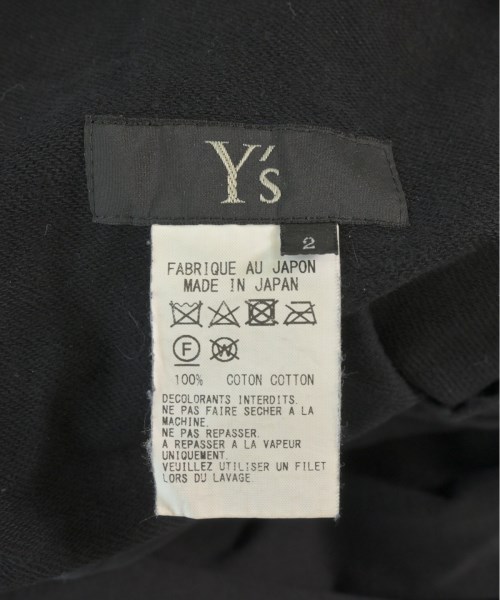 Y's
2
FABRIQUE AU JAPON
MADE IN JAPAN
F W
100% COTON COTTON
DECOLORANTS INTERDITS.
NE PAS FAIRE SECHER A LA
MACHINE.
NE PAS REPASSER.
A REPASSER A LA VAPEUR
UNIQUEMENT.
VEUILLEZ UTILISER UN FILET
LORS DU LAVAGE.